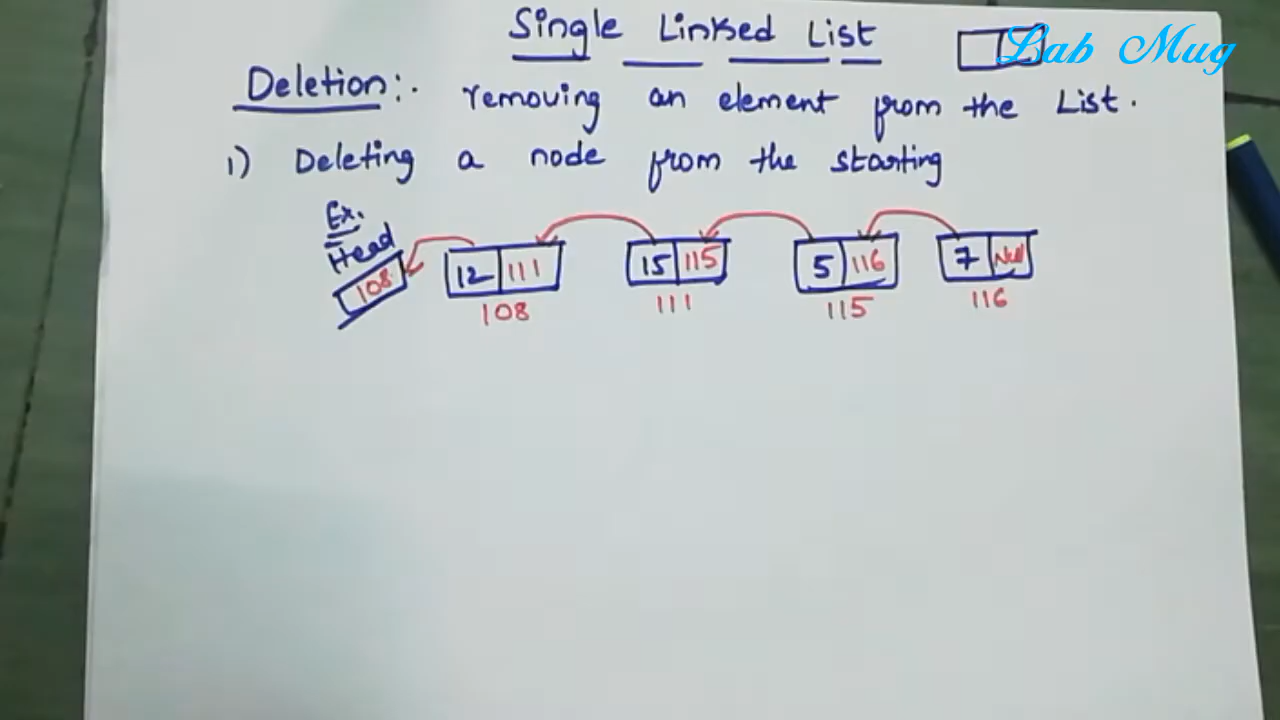 Single Linked List
Lab Mug
Deletion:- removing an element from the List.
1) Deleting a node from the starting
Ex.
Head
108
12 111
15 115
5 116
7 Null
108
111
115
116